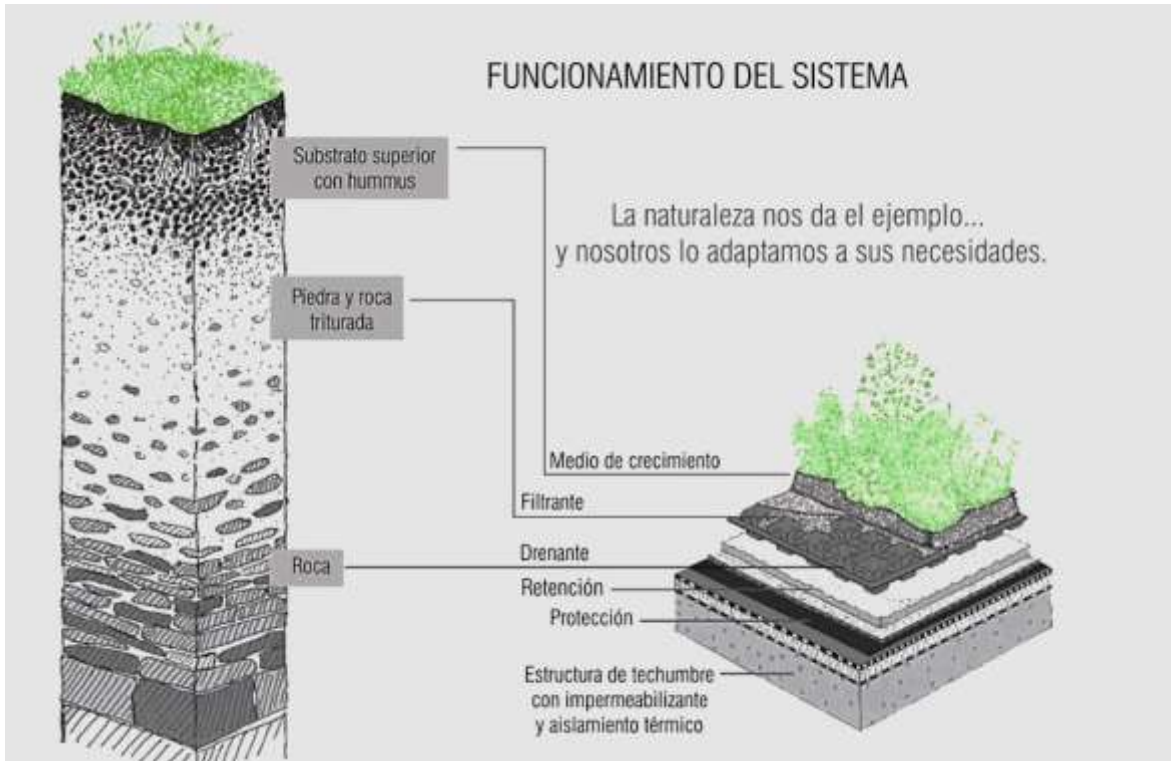 FUNCIONAMIENTO DEL SISTEMA
Substrato superior
con hummus
La naturaleza nos da el ejemplo...
y nosotros lo adaptamos a sus necesidades.
Piedra y roca
triturada
Medio de crecimiento
Filtrante
Roca
Drenante
Retención
Protección
Estructura de techumbre
con impermeabilizante
y aislamiento térmico